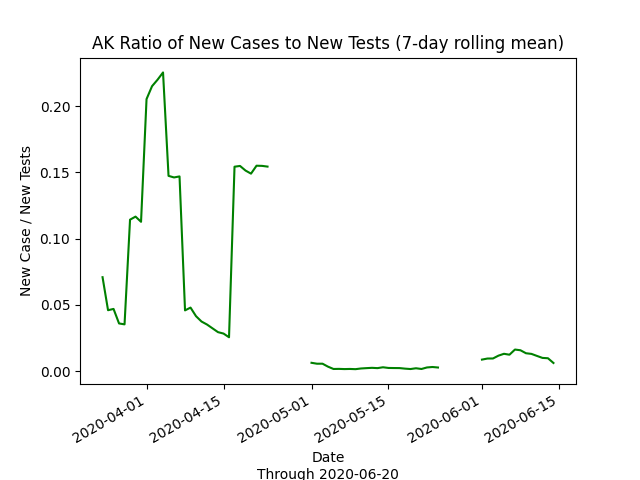 AK Ratio of New Cases to New Tests (7-day rolling mean)
New Case / New Tests
0.20
0.15
0.10
0.05
0.00
2020-04-01
2020-04-15
2020-05-01
2020-05-15
2020-06-01
2020-06-15
Date
Through 2020-06-20